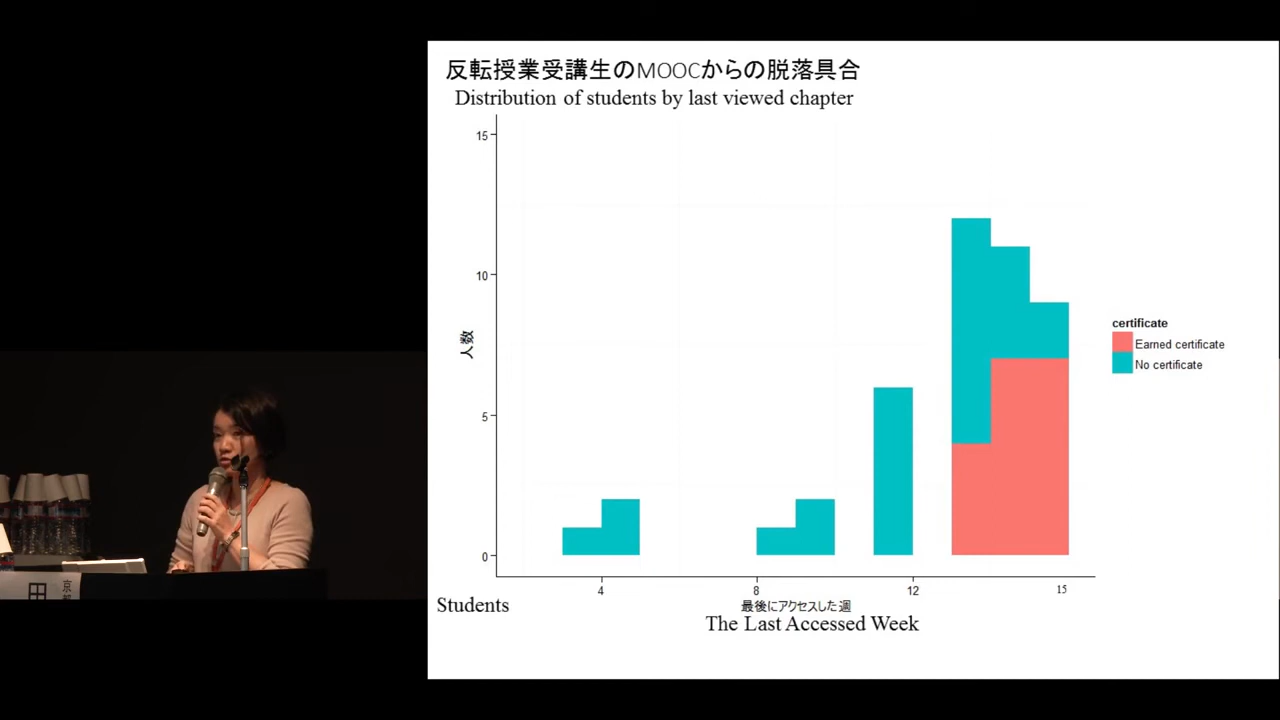 反転授業受講生のMOOCからの脱落具合
Distribution of students by last viewed chapter
15
10
人数
5
0
4
8
12
15
最後にアクセスした週
Students
The Last Accessed Week
certificate
Earned certificate
No certificate
田
京都